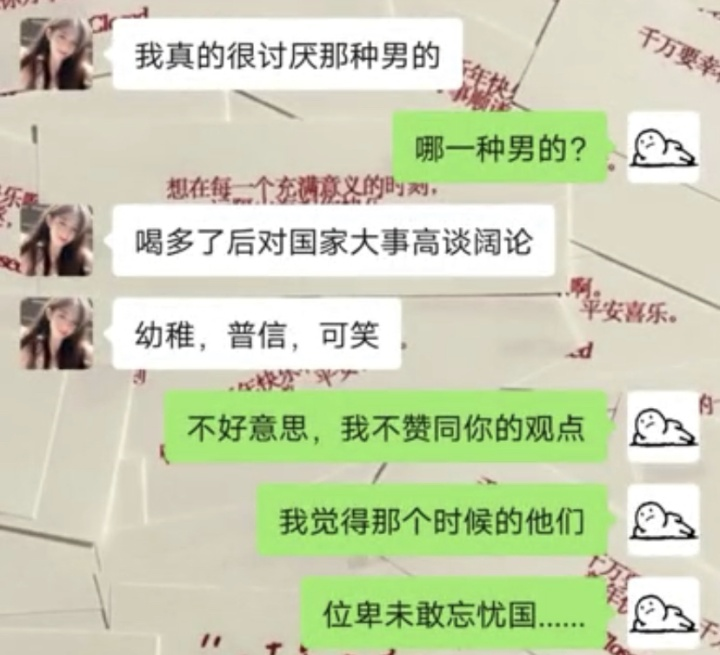 Cloud
千万要幸
我真的很讨厌那种男的
年快
哪一种男的?
想在每一个充满意义的时刻,
喝多了后对国家大事高谈阔论
啊。
平安喜乐。
幼稚，普信，可笑
不好意思，我不赞同你的观点
我觉得那个时候的他们
位卑未敢忘忧国……